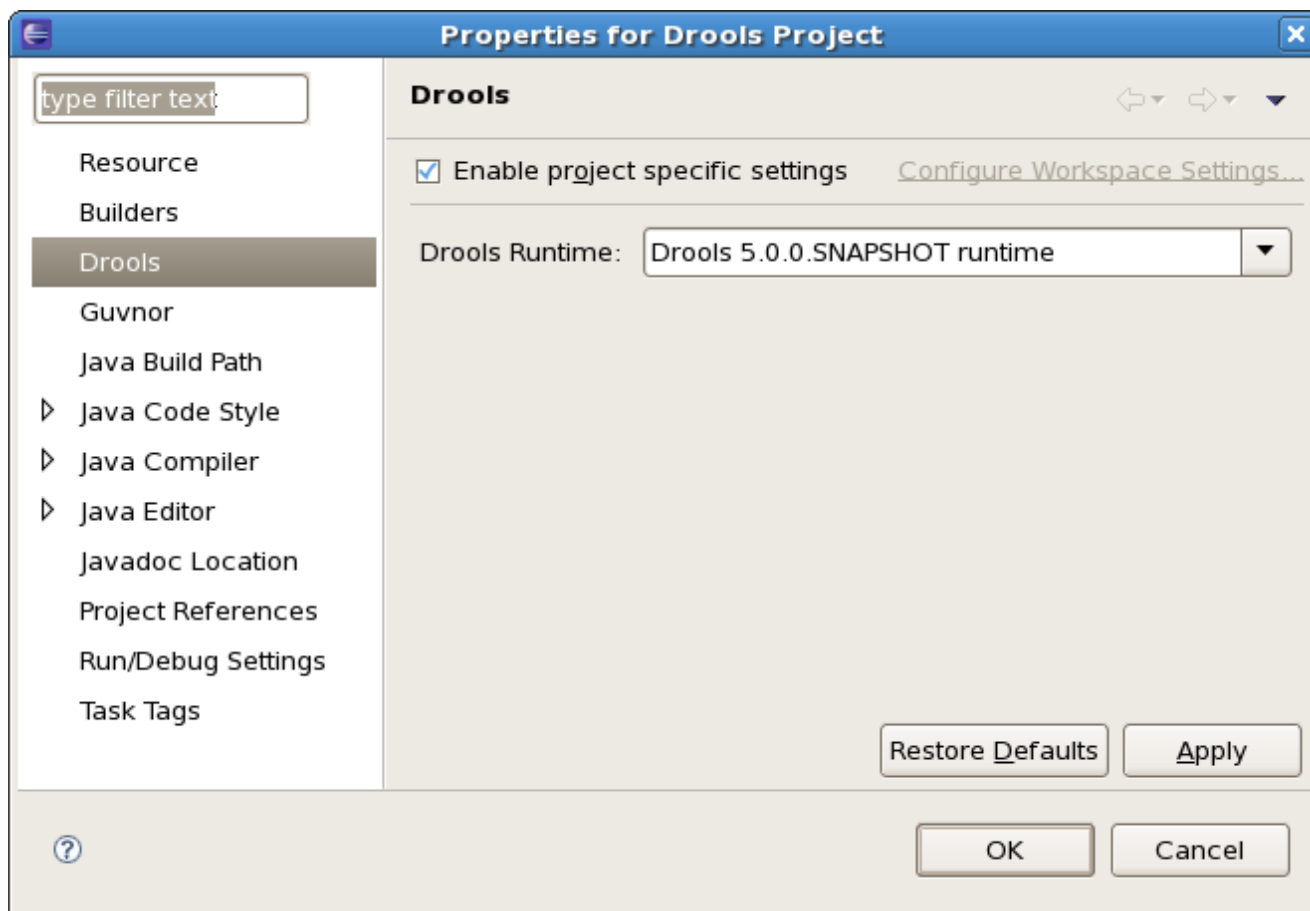 Properties for Drools Project
type filter text
Drools
Enable project specific settings
Configure Workspace Settings...
Drools Runtime:
Drools 5.0.0.SNAPSHOT runtime
Resource
Builders
Drools
Guvnor
Java Build Path
Java Code Style
Java Compiler
Java Editor
Javadoc Location
Project References
Run/Debug Settings
Task Tags
Restore Defaults
Apply
OK
Cancel